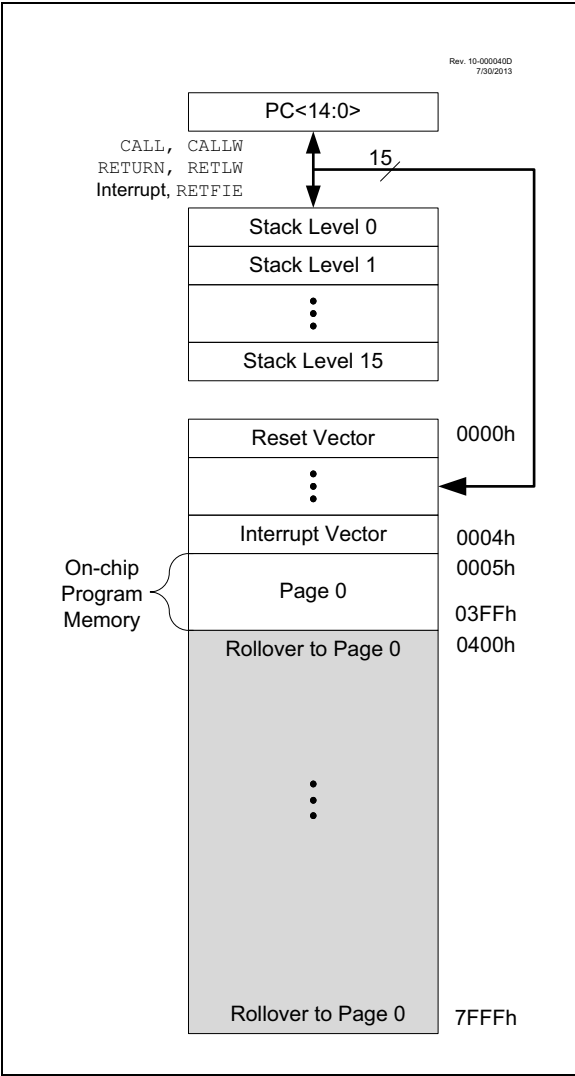 Rev. 10-000040D
7/30/2013
PC<14:0>
CALL, CALLW
RETURN, RETLW
Interrupt, RETFIE
15
Stack Level 0
Stack Level 1
Stack Level 15
Reset Vector
0000h
Interrupt Vector
0004h
On-chip
Program
Memory
0005h
Page 0
03FFh
Rollover to Page 0
0400h
Rollover to Page 0
7FFFh